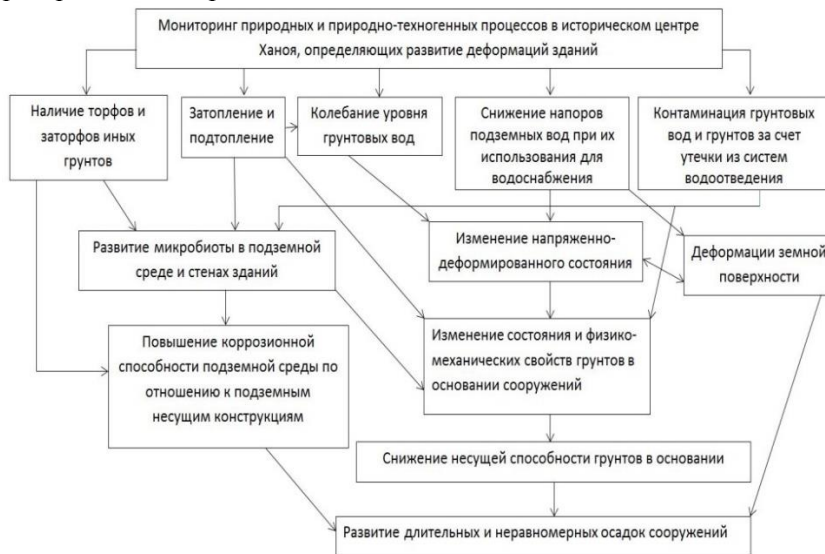 Мониторинг природных и природно-техногенных процессов в историческом центре
Ханоя, определяющих развитие деформаций зданий
Наличие торфов и
заторфов иных
грунтов
Затопление и
подтопление
Колебание уровня
грунтовых вод
Снижение напоров
подземных вод при их
использования для
водоснабжения
Контаминация грунтовых
вод и грунтов за счет
утечки из систем
водоотведения
Развитие микробиоты в подземной
среде и стенах зданий
Изменение напряженно-
деформированного состояния
Деформации земной
поверхности
Повышение коррозионной
способности подземной среды по
отношению к подземным
несущим конструкциям
Изменение состояния и физико-
механических свойств грунтов в
основании сооружений
Снижение несущей способности грунтов в основании
Развитие длительных и неравномерных осадок сооружений